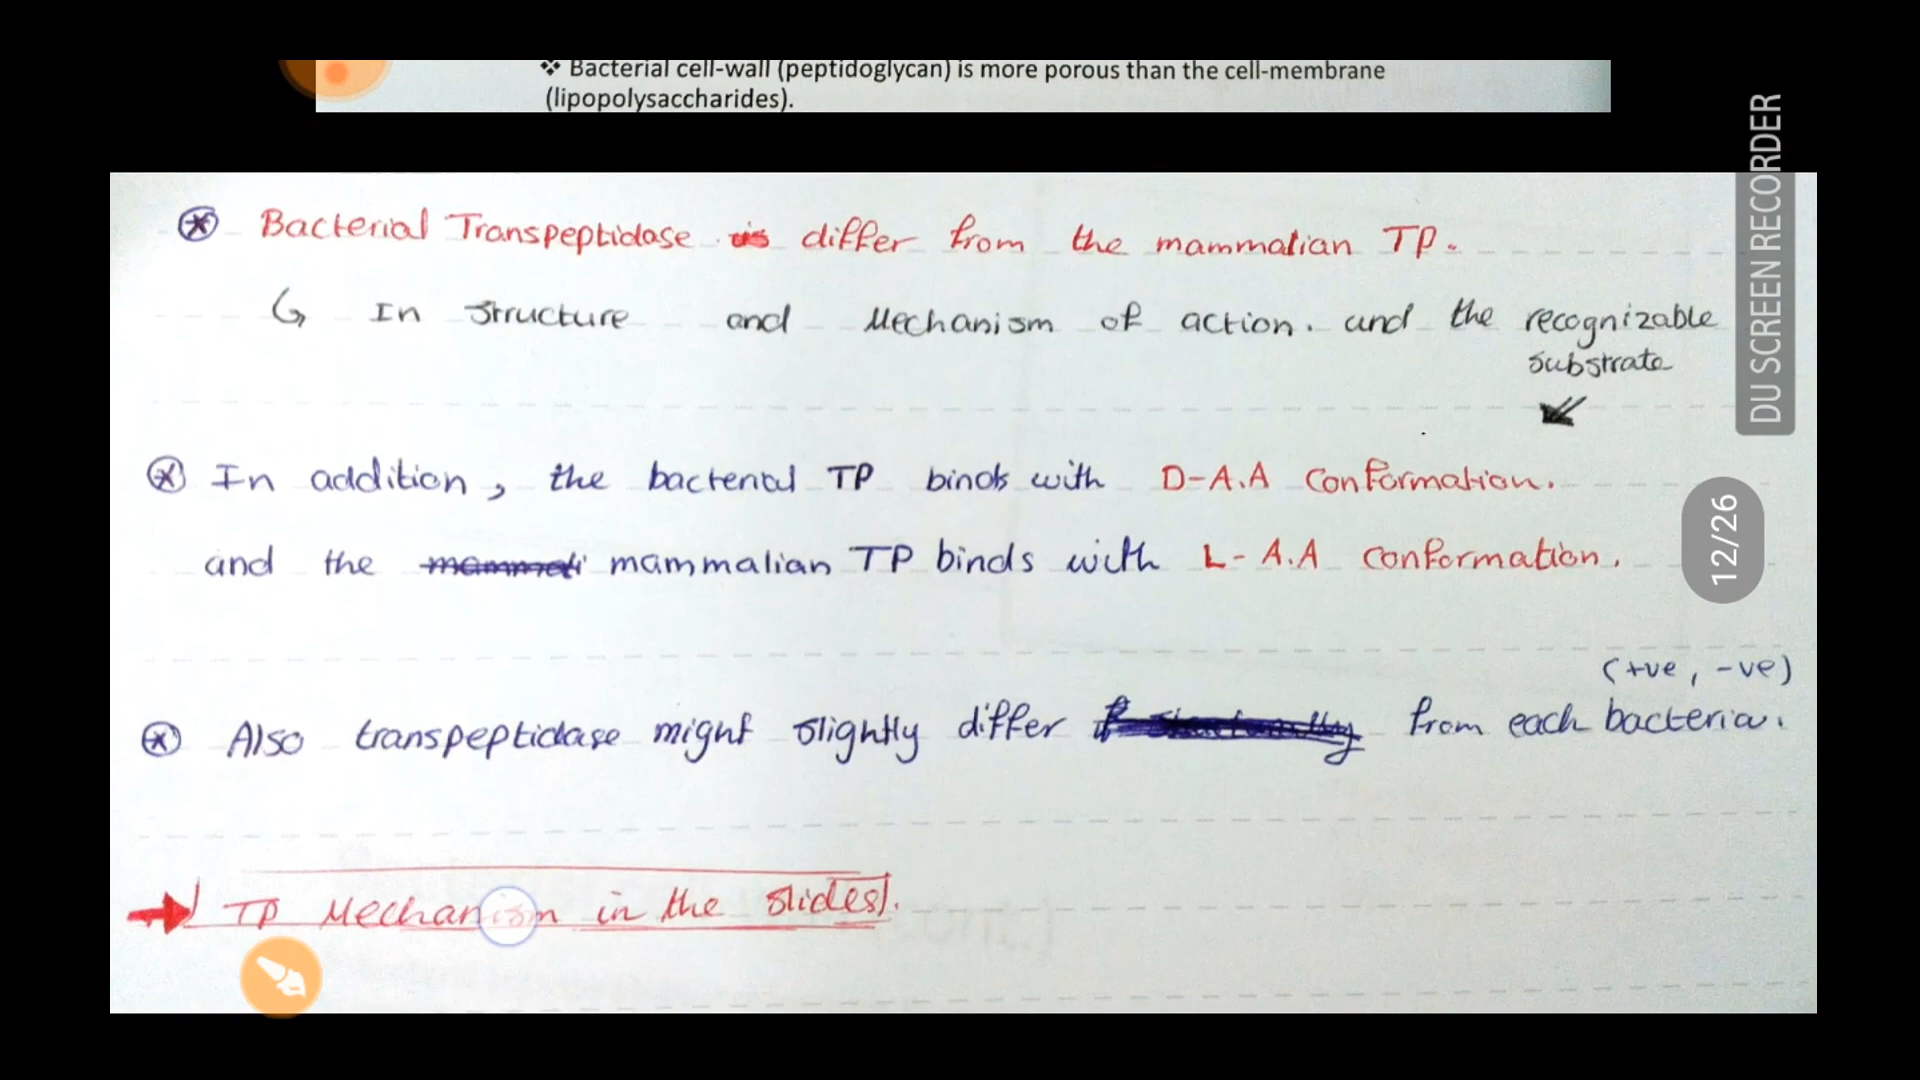 ❖ Bacterial cell-wall (peptidoglycan) is more porous than the cell-membrane
(lipopolysaccharides).
DU SCREEN RECORDER
Bacterial Transpeptidase differ from the mammalian TP.
In structure and Mechanism of action. and the recognizable
substrate
In addition, the bacterial TP binds with D-A.A Conformation.
12/26
and the mammalian TP binds with L-A.A conformation.
(+ve, -ve)
Also transpeptidase might slightly differ from each bacteria.
TP Mechanism in the slides.